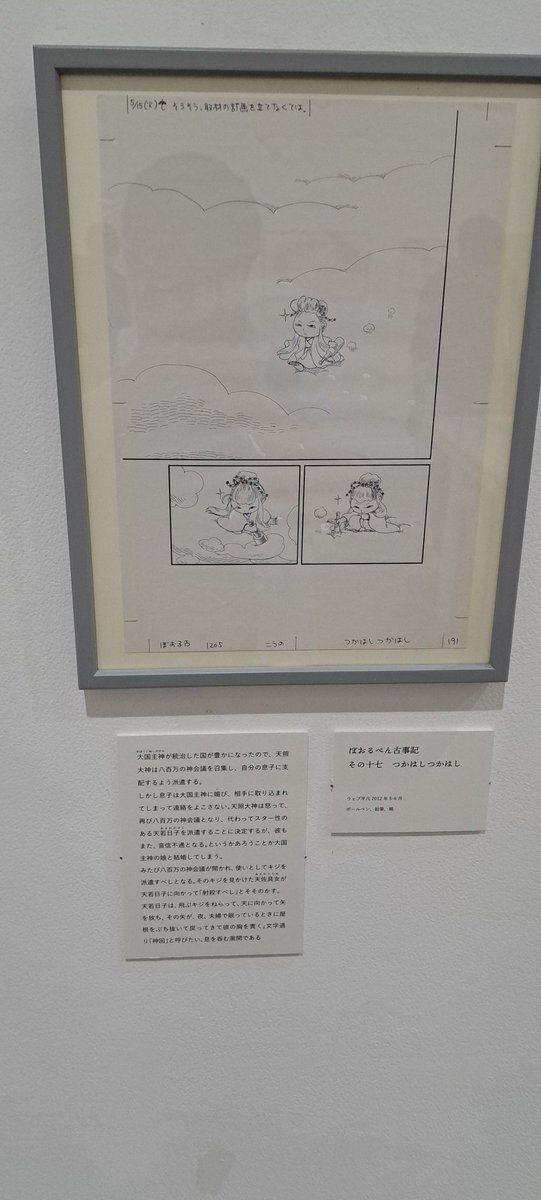 5/15(火) そろそろ、取材の計画を立てなくては。
ぼおるぺ 1205 こうの つかはしつかはし 191
大国主神が統治した国が豊かになったので、天照
大神は八百万の神会議を召集し、自分の息子に支
配するよう派遣する。
しかし息子は大国主神に媚び、相手に取り込まれ
てしまって連絡をよこさない。天照大神は怒って、
再び八百万の神会議となり、代わってスター性の
ある天若日子を派遣することに決定するが、彼も
また、音信不通となる。というかあろうことか大国
主神の娘と結婚してしまう。
みたび八百万の神会議が開かれ、使いとしてキジを
派遣すべしとなる。そのキジを見かけた天佐具女が
天若日子に向かって「射殺すべし」とそそのかす。
天若日子は、飛ぶキジをねらって、天に向かって矢
を放ち、その矢が、夜、夫婦で眠っているときに屋
根をぶち抜いて戻ってきて彼の胸を貫く。文字通
り「神回」と呼びたい、息を呑む展開である
ぼおるぺん古事記
その十七 つかはしつかはし
ウェブ平凡 2012年5-6月
ボールペン、鉛筆、紙